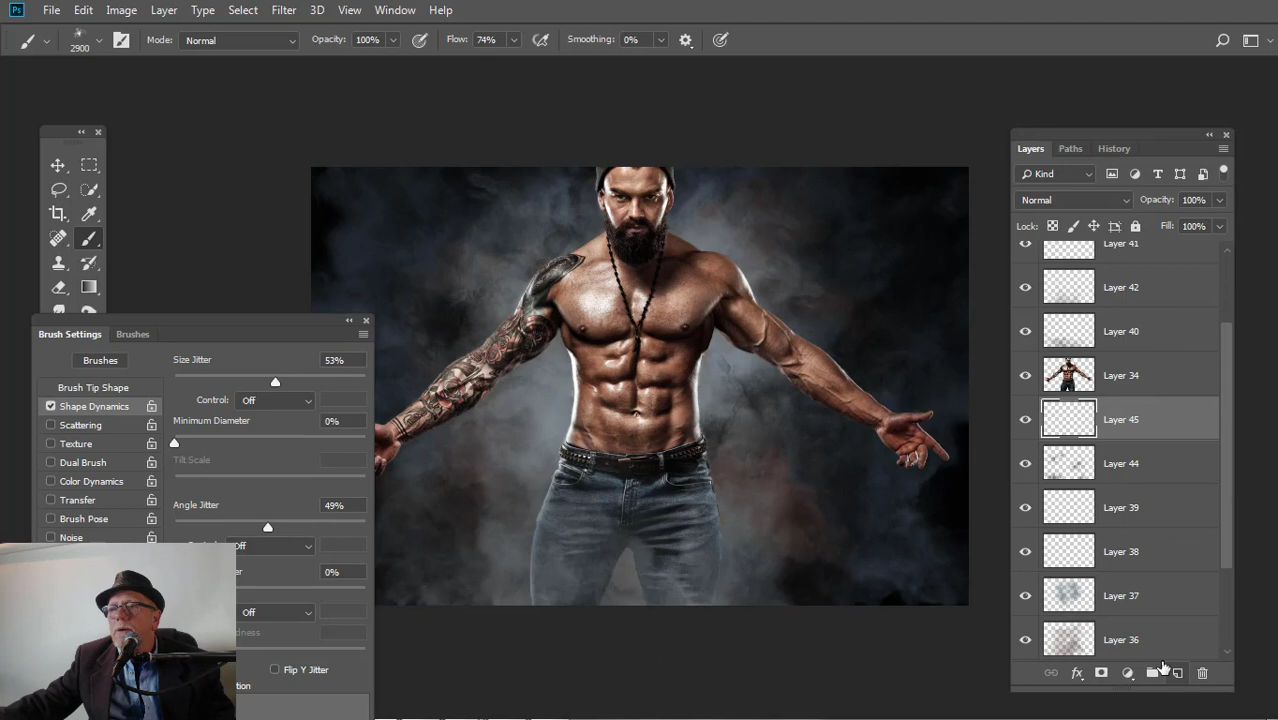 Ps File Edit Image Layer Type Select Filter 3D View Window Help
2900 Mode: Normal Opacity: 100% Flow: 74% Smoothing: 0%
Brush Settings Brushes
Brushes
Brush Tip Shape
Shape Dynamics
Scattering
Texture
Dual Brush
Color Dynamics
Transfer
Brush Pose
Noise
Size Jitter 53%
Control: Off
Minimum Diameter 0%
Tilt Scale
Angle Jitter 49%
Off
0%
Off
Flip Y Jitter
Layers Paths History
Kind
Normal Opacity: 100%
Lock: Fill: 100%
Layer 41
Layer 42
Layer 40
Layer 34
Layer 45
Layer 44
Layer 39
Layer 38
Layer 37
Layer 36
fx